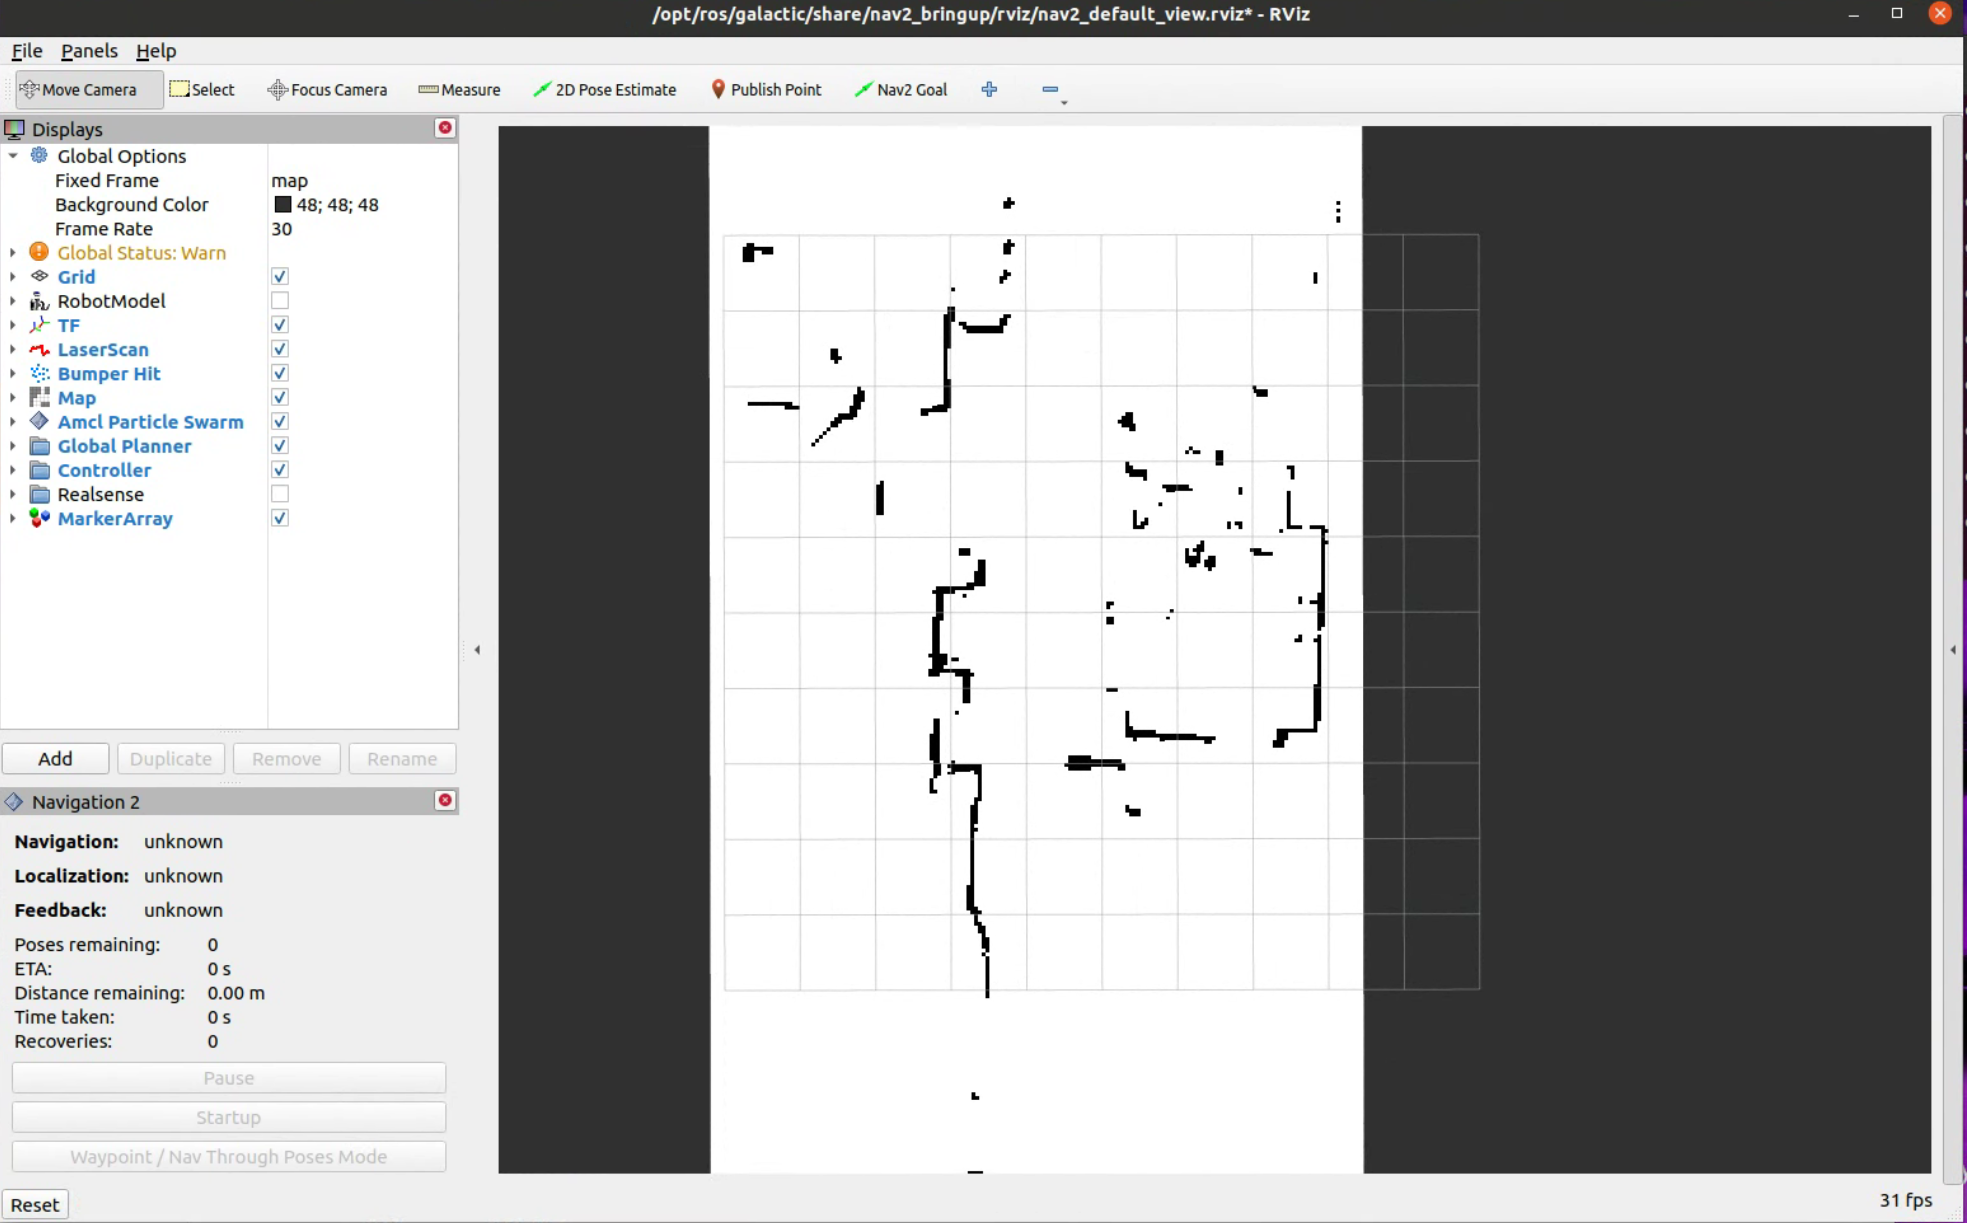 /opt/ros/galactic/share/nav2_bringup/rviz/nav2_default_view.rviz* - RViz
File Panels Help
Move Camera Select Focus Camera Measure 2D Pose Estimate Publish Point Nav2 Goal
Displays
Global Options
Fixed Frame map
Background Color 48; 48; 48
Frame Rate 30
Global Status: Warn
Grid
RobotModel
TF
LaserScan
Bumper Hit
Map
Amcl Particle Swarm
Global Planner
Controller
Realsense
MarkerArray
Add Duplicate Remove Rename
Navigation 2
Navigation: unknown
Localization: unknown
Feedback: unknown
Poses remaining: 0
ETA: 0 s
Distance remaining: 0.00 m
Time taken: 0 s
Recoveries: 0
Pause
Startup
Waypoint / Nav Through Poses Mode
Reset 31 fps